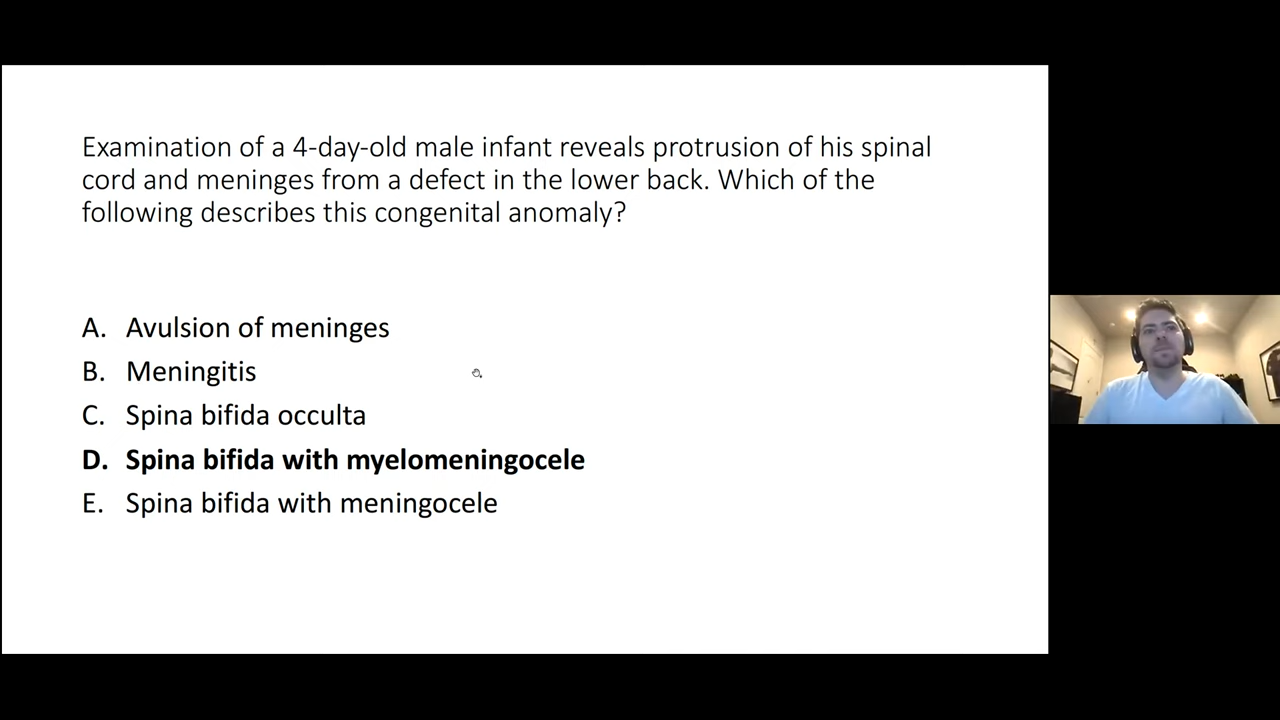 Examination of a 4-day-old male infant reveals protrusion of his spinal
cord and meninges from a defect in the lower back. Which of the
following describes this congenital anomaly?
A. Avulsion of meninges
B. Meningitis
C. Spina bifida occulta
D. Spina bifida with myelomeningocele
E. Spina bifida with meningocele